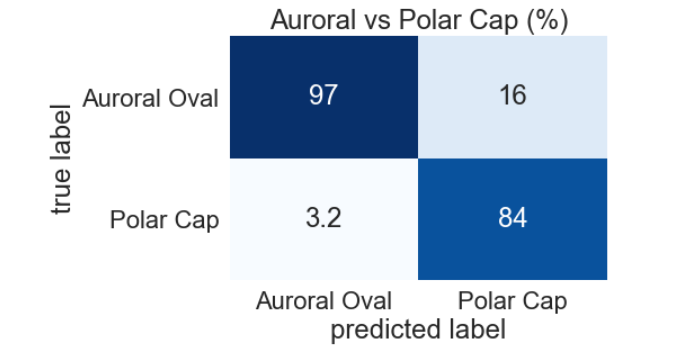 Auroral vs Polar Cap (%)
true label
Auroral Oval
97
16
Polar Cap
3.2
84
Auroral Oval
Polar Cap
predicted label